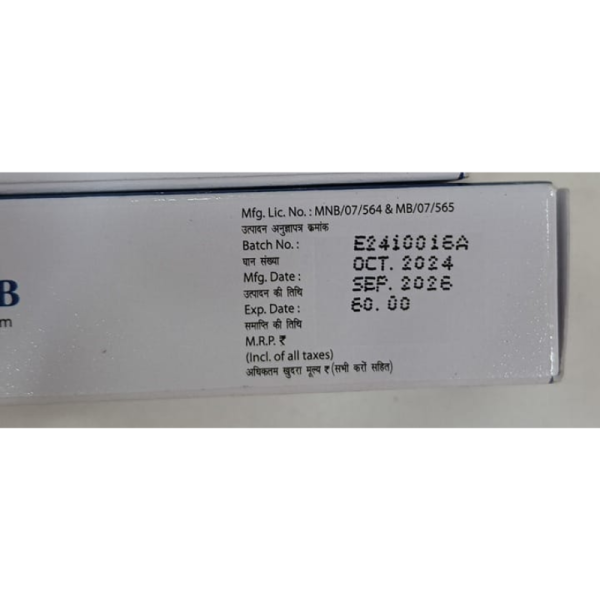 Mfg. Lic. No.: MNB/07/564 & MB/07/565
उत्पादन अनुज्ञापत्र क्रमांक
Batch No.: E2410016A
घान संख्या OCT. 2024
Mfg. Date: SEP. 2026
उत्पादन की तिथि 60.00
Exp. Date:
समाप्ति की तिथि
M.R.P. ₹
(Incl. of all taxes)
अधिकतम खुदरा मूल्य ₹ (सभी करों सहित)
B
m